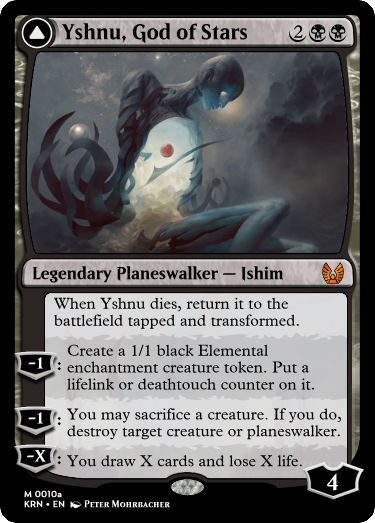 Yshnu, God of Stars 2
Legendary Planeswalker — Ishim
When Yshnu dies, return it to the
battlefield tapped and transformed.
-1: Create a 1/1 black Elemental
enchantment creature token. Put a
lifelink or deathtouch counter on it.
-1: You may sacrifice a creature. If you do,
destroy target creature or planeswalker.
-X: You draw X cards and lose X life.
4
M 0010a
KRN • EN Peter Mohrbacher